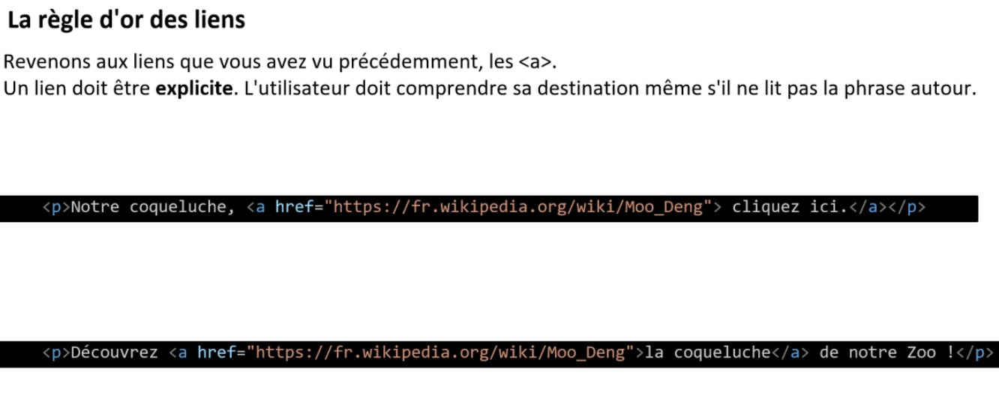 La règle d'or des liens
Revenons aux liens que vous avez vu précédemment, les <a>.
Un lien doit être explicite. L'utilisateur doit comprendre sa destination même s'il ne lit pas la phrase autour.
<p>Notre coqueluche, <a href="https://fr.wikipedia.org/wiki/Moo_Deng"> cliquez ici.</a></p>
<p>Découvrez <a href="https://fr.wikipedia.org/wiki/Moo_Deng">la coqueluche</a> de notre Zoo !</p>